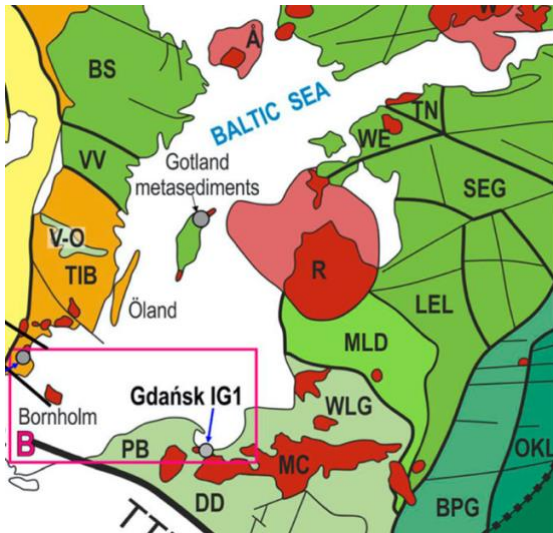 Å
W
BS
BALTIC SEA
TN
WE
VV
Gotland
metasediments
SEG
V-O
TIB
R
Öland
LEL
MLD
Bornholm
Gdańsk IG1
WLG
B
PB
MC
OKL
DD
BPG